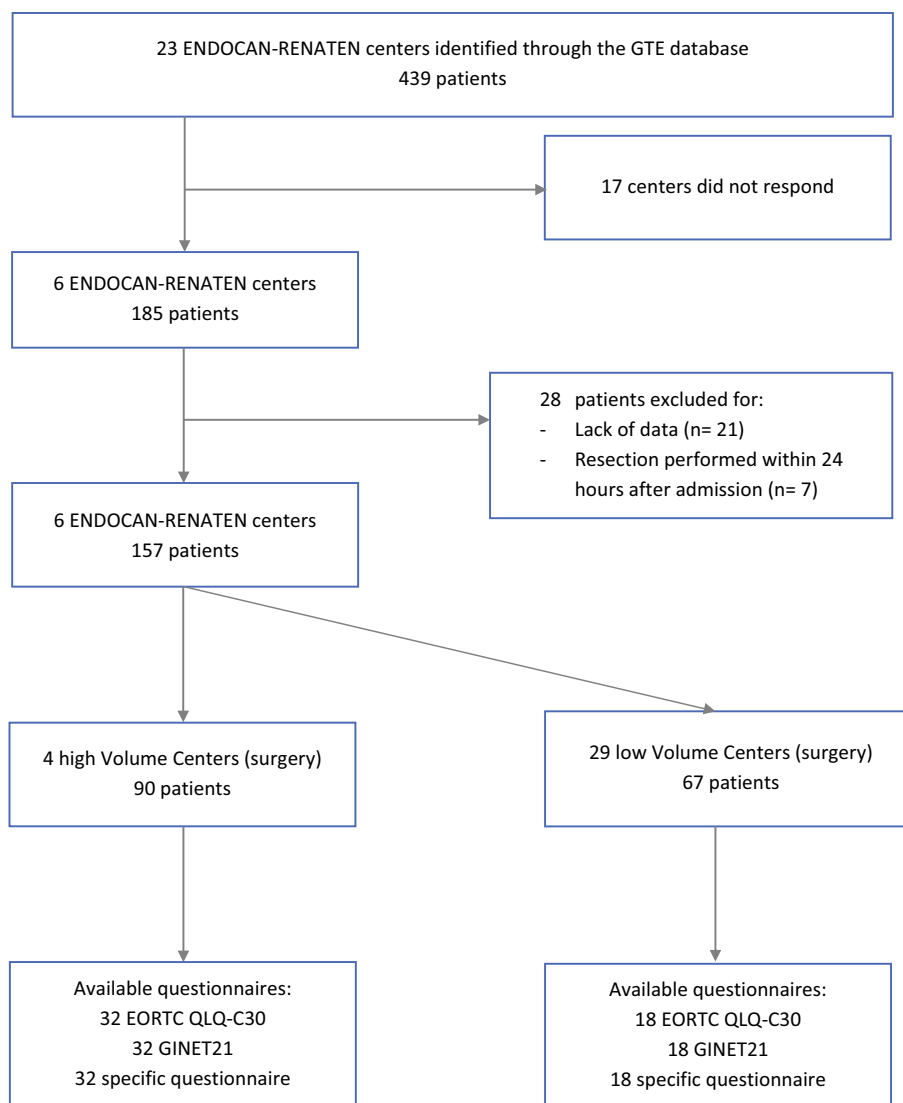 23 ENDOCAN-RENATEN centers identified through the GTE database
439 patients
17 centers did not respond
6 ENDOCAN-RENATEN centers
185 patients
28 patients excluded for:
- Lack of data (n= 21)
- Resection performed within 24
hours after admission (n= 7)
6 ENDOCAN-RENATEN centers
157 patients
4 high Volume Centers (surgery)
90 patients
29 low Volume Centers (surgery)
67 patients
Available questionnaires:
32 EORTC QLQ-C30
32 GINET21
32 specific questionnaire
Available questionnaires:
18 EORTC QLQ-C30
18 GINET21
18 specific questionnaire